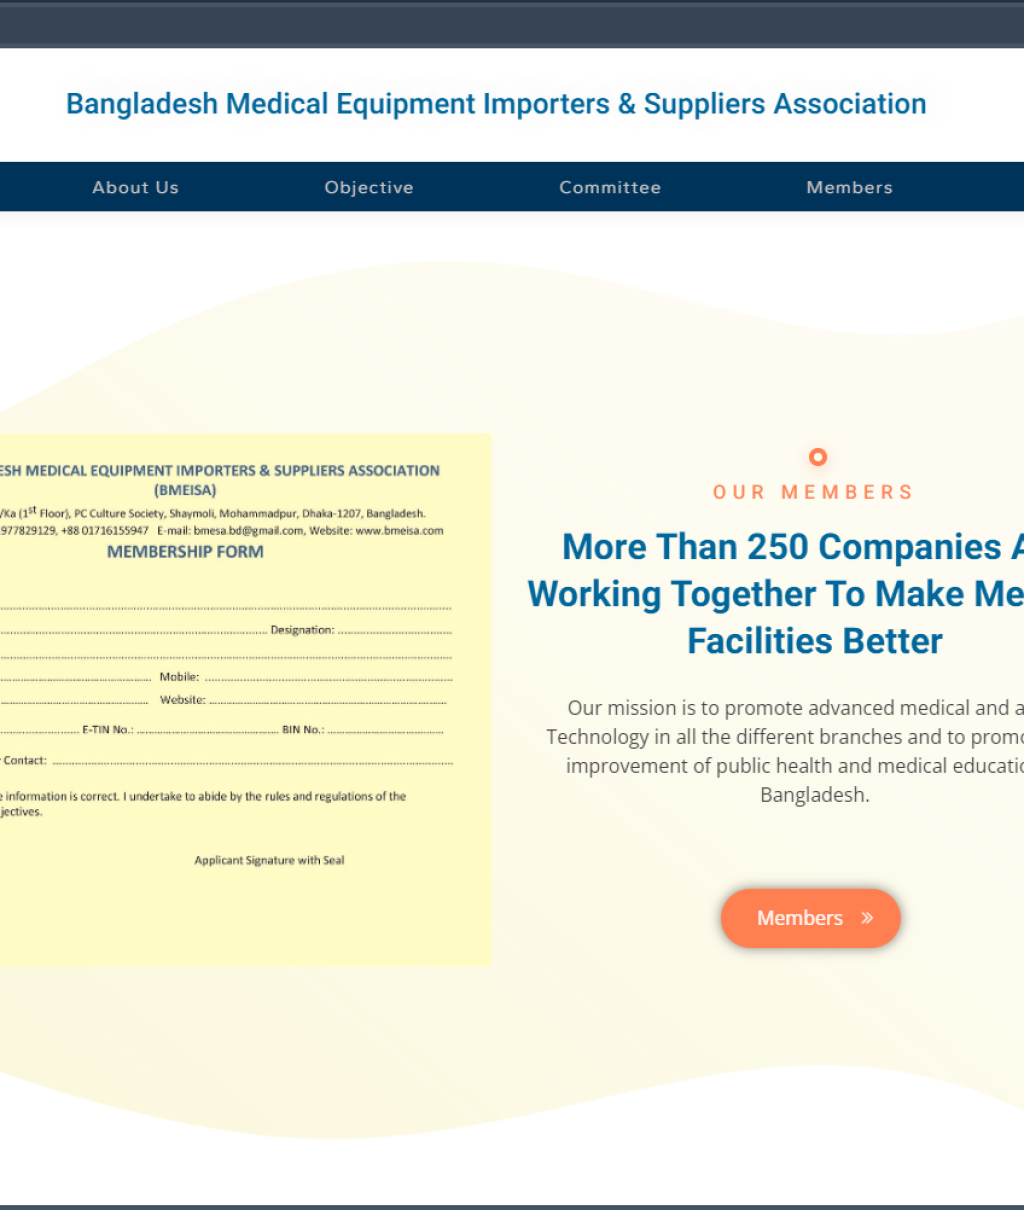 Bangladesh Medical Equipment Importers & Suppliers Association
About Us Objective Committee Members
ESH MEDICAL EQUIPMENT IMPORTERS & SUPPLIERS ASSOCIATION
(BMEISA)
/Ka (1st Floor), PC Culture Society, Shaymoli, Mohammadpur, Dhaka-1207, Bangladesh.
977829129, +88 01716155947 E-mail: bmesa.bd@gmail.com, Website: www.bmeisa.com
MEMBERSHIP FORM
Designation:
Mobile:
Website:
E-TIN No.: BIN No.:
Contact:
information is correct. I undertake to abide by the rules and regulations of the
jectives.
Applicant Signature with Seal
OUR MEMBERS
More Than 250 Companies A
Working Together To Make Me
Facilities Better
Our mission is to promote advanced medical and a
Technology in all the different branches and to promo
improvement of public health and medical educatio
Bangladesh.
Members »